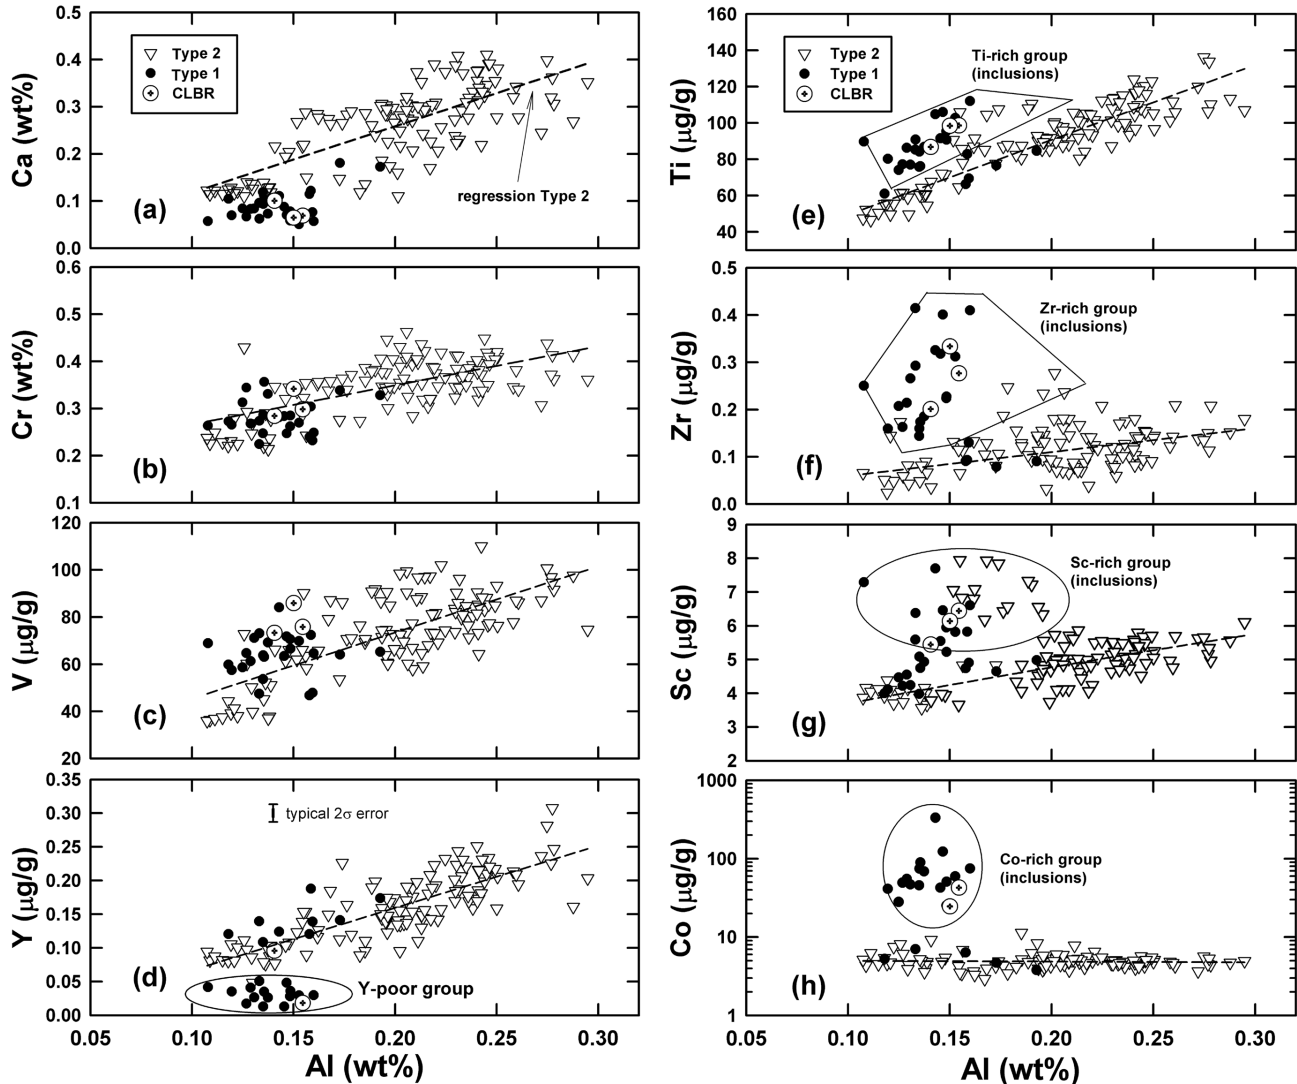 0.5
0.4
0.3
0.2
0.1
0.0
Ca (wt%)
Type 2
Type 1
CLBR
regression Type 2
(a)
0.6
0.5
0.4
0.3
0.2
0.1
Cr (wt%)
(b)
120
100
80
60
40
20
V (µg/g)
(c)
0.35
0.30
0.25
0.20
0.15
0.10
0.05
0.00
Y (µg/g)
typical 2σ error
Y-poor group
(d)
0.05
0.10
0.15
0.20
0.25
0.30
Al (wt%)
160
140
120
100
80
60
40
Ti (µg/g)
Type 2
Type 1
CLBR
Ti-rich group
(inclusions)
(e)
0.5
0.4
0.3
0.2
0.1
0.0
Zr (µg/g)
Zr-rich group
(inclusions)
(f)
9
8
7
6
5
4
3
2
Sc (µg/g)
Sc-rich group
(inclusions)
(g)
1000
100
10
1
Co (µg/g)
Co-rich group
(inclusions)
(h)
0.05
0.10
0.15
0.20
0.25
0.30
Al (wt%)